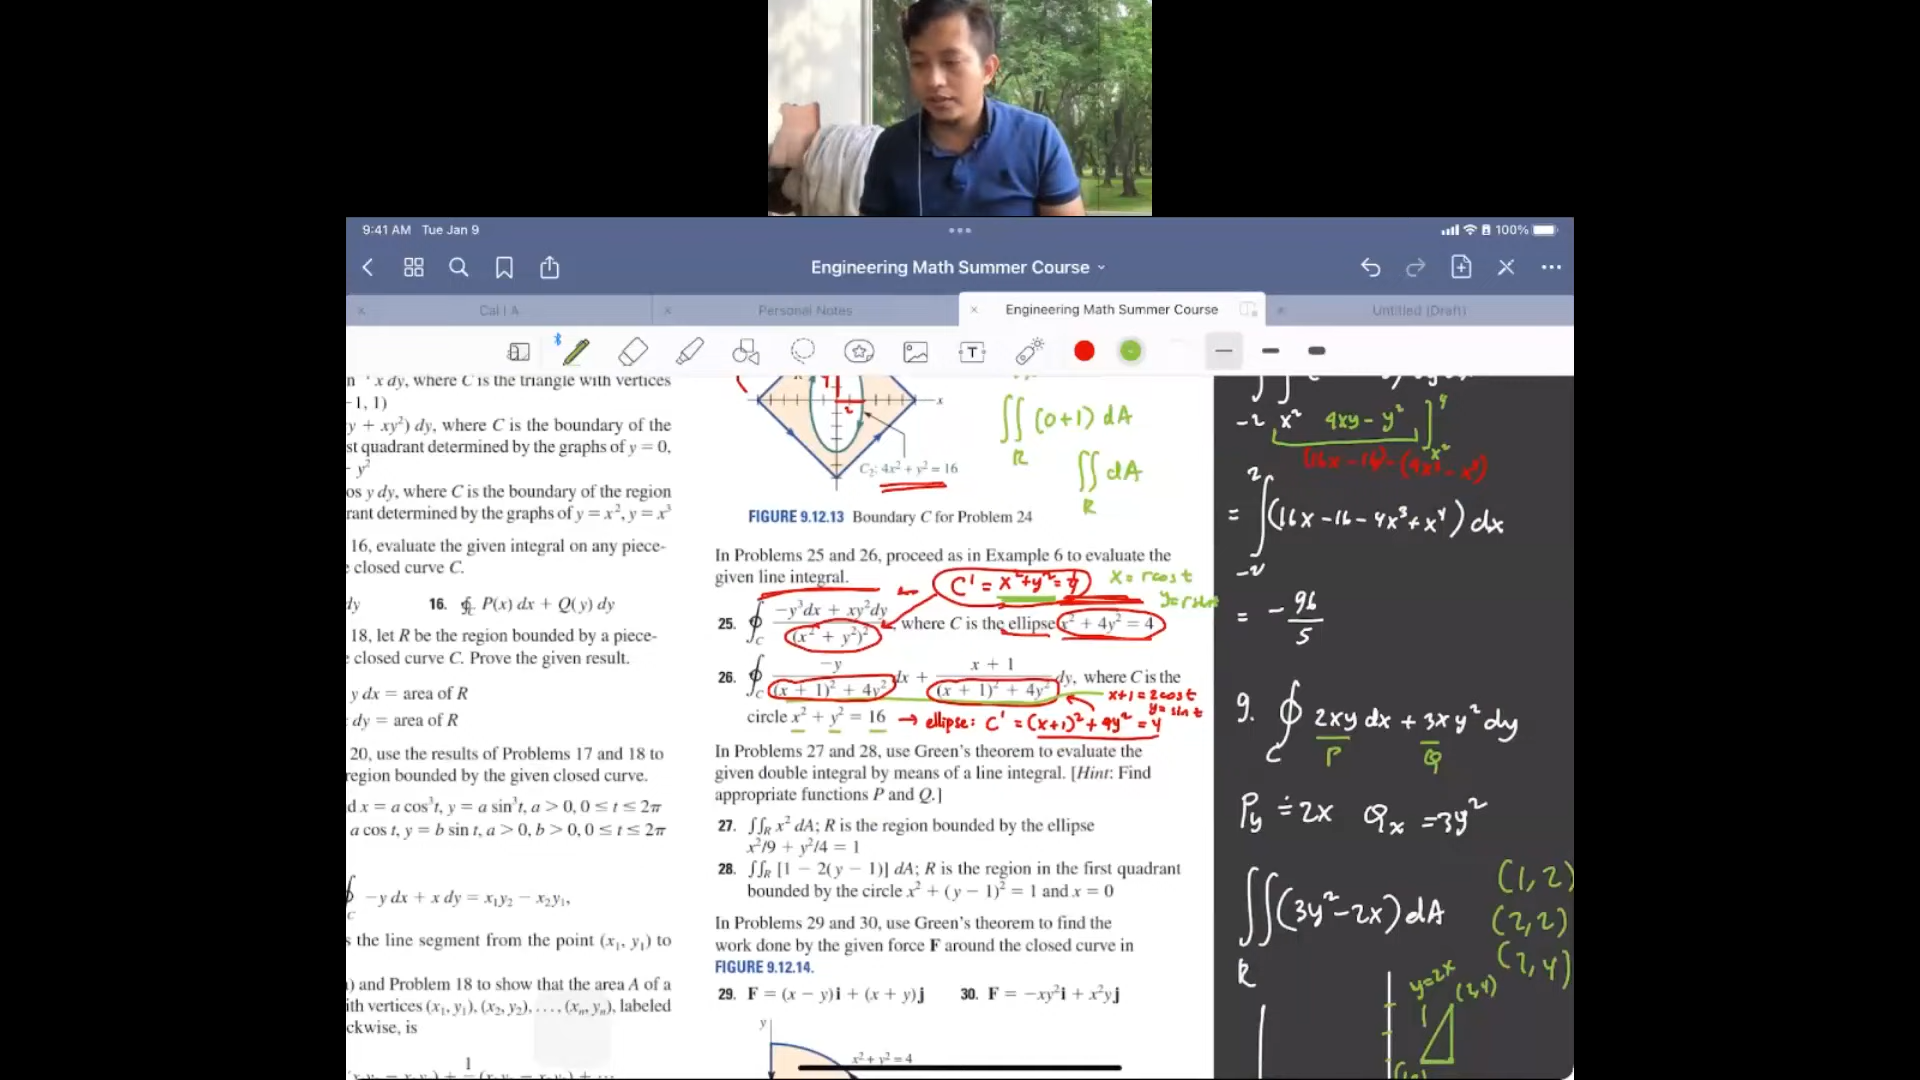 9:41 AM Tue Jan 9
100%
Engineering Math Summer Course
Cal I A
Personal Notes
Engineering Math Summer Course
Untitled (Draft)
x dy, where C is the triangle with vertices
-1, 1)
y + xy²) dy, where C is the boundary of the
st quadrant determined by the graphs of y = 0,
- y²
os y dy, where C is the boundary of the region
rant determined by the graphs of y = x², y = x³
16, evaluate the given integral on any piece-
closed curve C.
dy
16. ∮c P(x) dx + Q(y) dy
18, let R be the region bounded by a piece-
closed curve C. Prove the given result.
y dx = area of R
dy = area of R
20, use the results of Problems 17 and 18 to
region bounded by the given closed curve.
d x = a cos³t, y = a sin³t, a > 0, 0 ≤ t ≤ 2π
a cos t, y = b sin t, a > 0, b > 0, 0 ≤ t ≤ 2π
∮C −y dx + x dy = x₁y₂ − x₂y₁,
s the line segment from the point (x₁, y₁) to
) and Problem 18 to show that the area A of a
ith vertices (x₁, y₁), (x₂, y₂), . . . , (xₙ, yₙ), labeled
ckwise, is
1
x
2
C₂: 4x² + y² = 16
∬R (0+1) dA
∬R dA
FIGURE 9.12.13 Boundary C for Problem 24
In Problems 25 and 26, proceed as in Example 6 to evaluate the
given line integral.
C' = x²+y² =
x = r cos t
y = r sin t
25. ∮C (−y³dx + xy²dy)/(x² + y²)², where C is the ellipse x² + 4y² = 4
26. ∮C −y/((x + 1)² + 4y²) dx + (x + 1)/((x + 1)² + 4y²) dy, where C is the
x+1 = 2cos t
y = sin t
circle x² + y² = 16 → ellipse: C' = (x+1)² + 4y² = 4
In Problems 27 and 28, use Green's theorem to evaluate the
given double integral by means of a line integral. [Hint: Find
appropriate functions P and Q.]
27. ∬R x² dA; R is the region bounded by the ellipse
x²/9 + y²/4 = 1
28. ∬R [1 − 2(y − 1)] dA; R is the region in the first quadrant
bounded by the circle x² + (y − 1)² = 1 and x = 0
In Problems 29 and 30, use Green's theorem to find the
work done by the given force F around the closed curve in
FIGURE 9.12.14.
29. F = (x − y)i + (x + y)j 30. F = −xy²i + x²yj
y
x² + y² = 4
-2 x² 4xy - y² ]
4
x²
(16x-16)-(4x³-x⁴)
= ∫₋₂² (16x -16 - 4x³ + x⁴) dx
= - 96/5
9. ∮C 2xy dx + 3xy² dy
P Q
Py = 2x Qx = 3y²
∬R (3y² - 2x) dA
(1, 2)
(2, 2)
(2, 4)
y = 2x
(2,4)